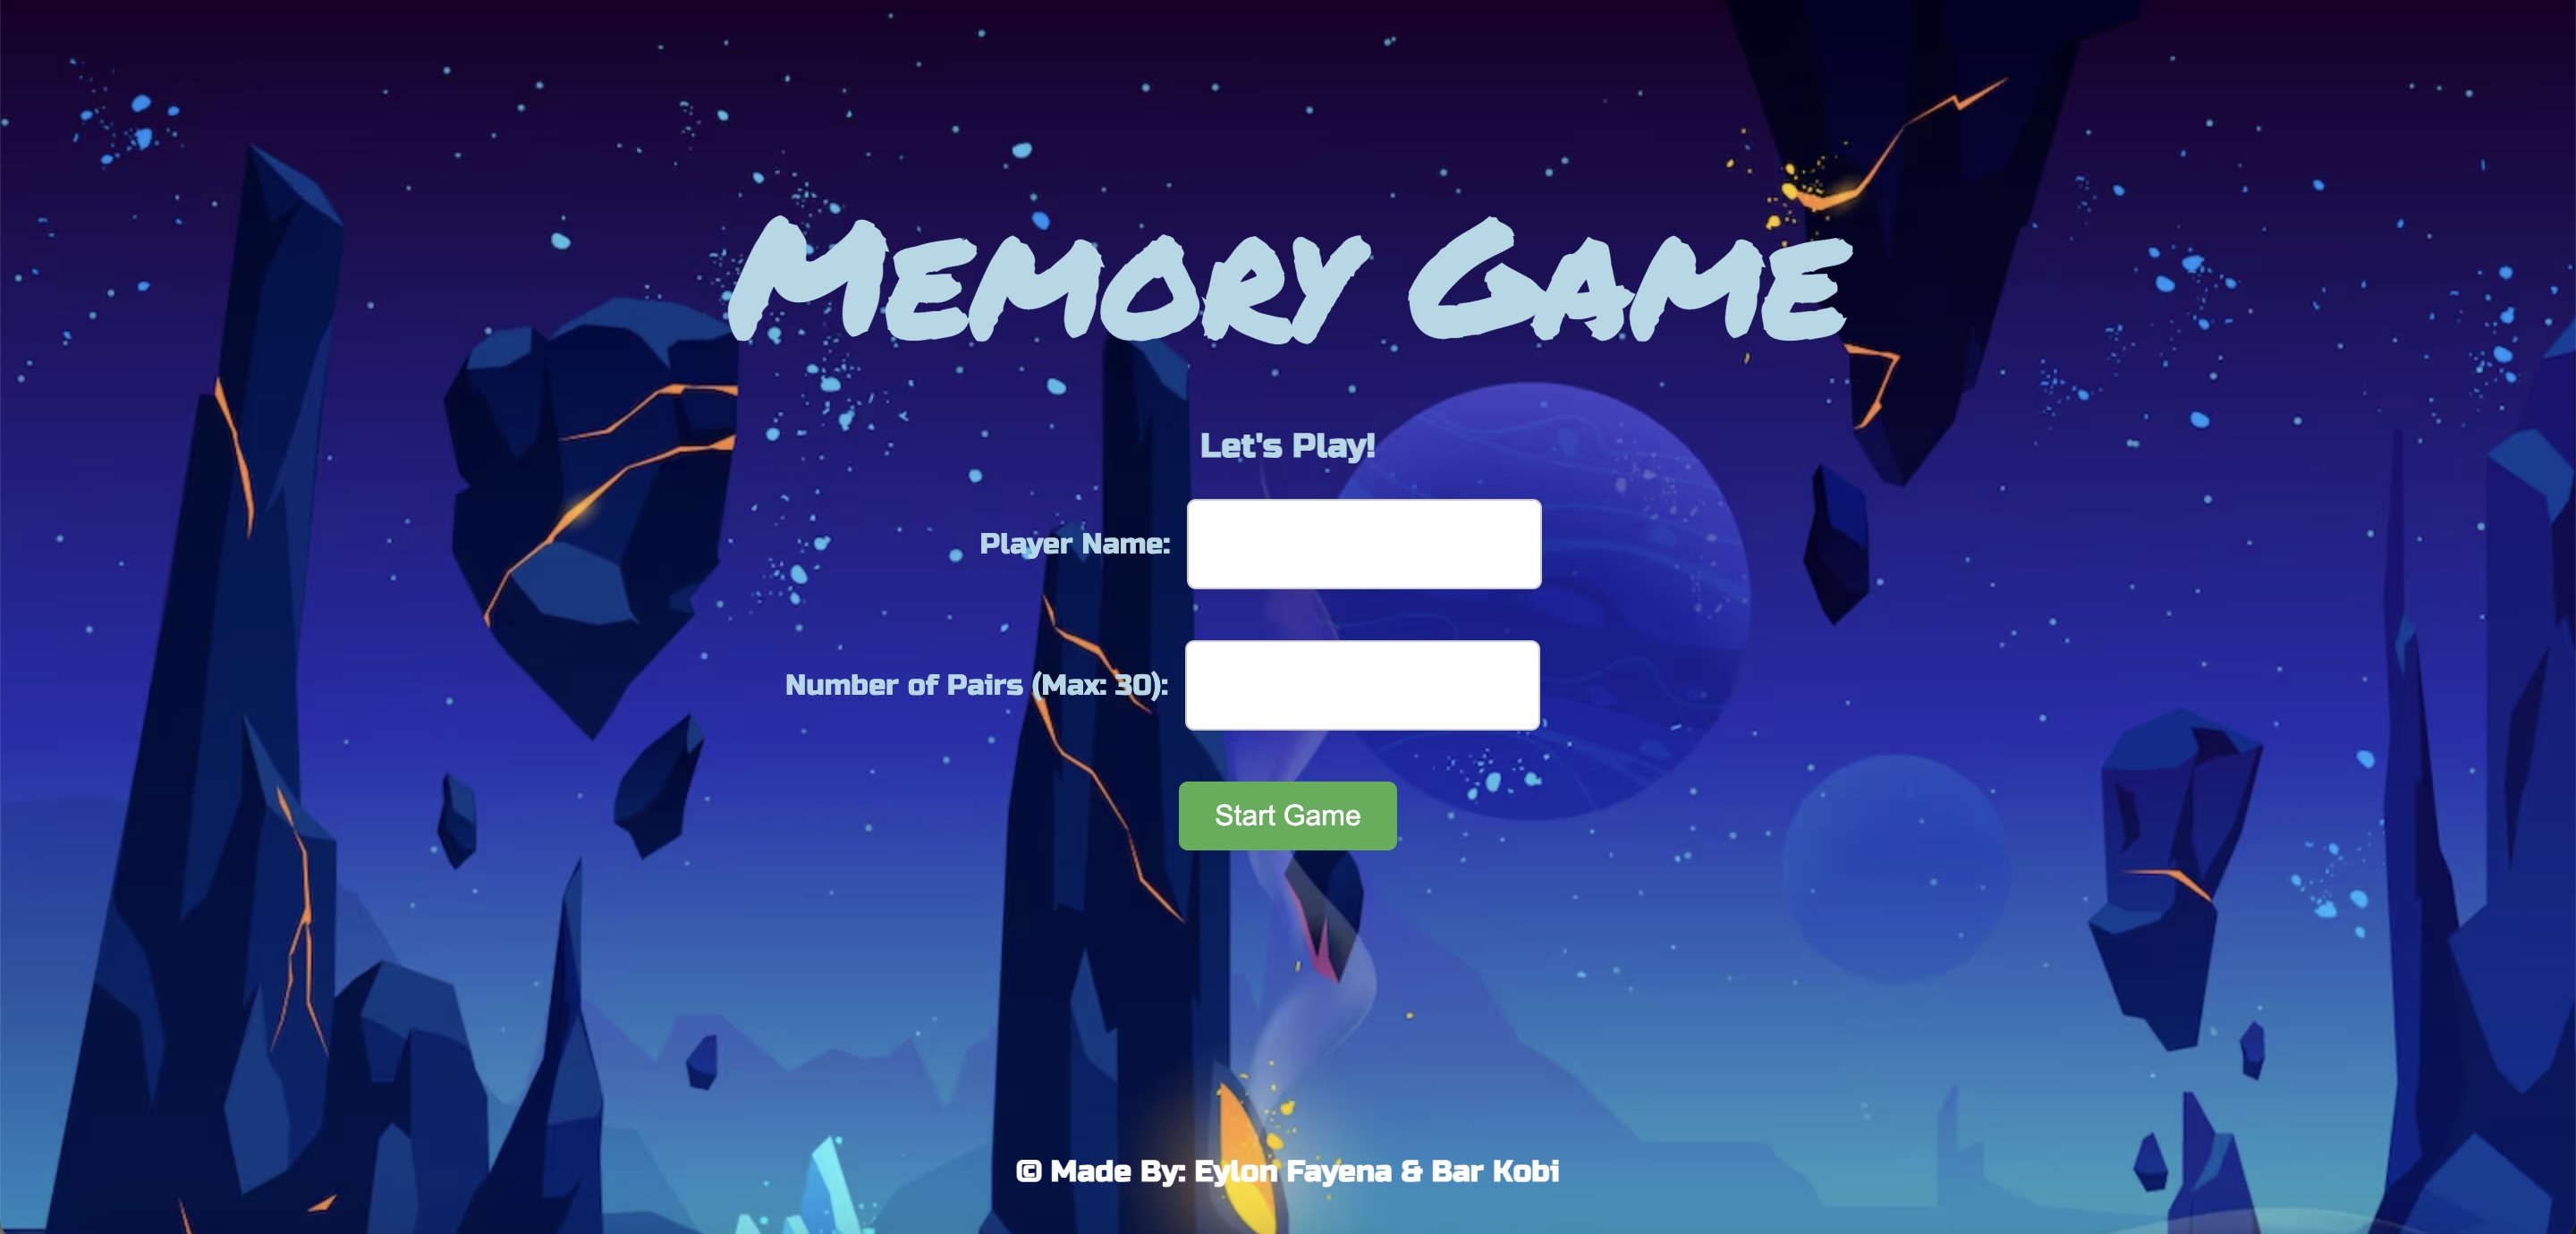 Memory Game
Let's Play!
Player Name:
Number of Pairs (Max: 30):
Start Game
© Made By: Eylon Fayena & Bar Kobi